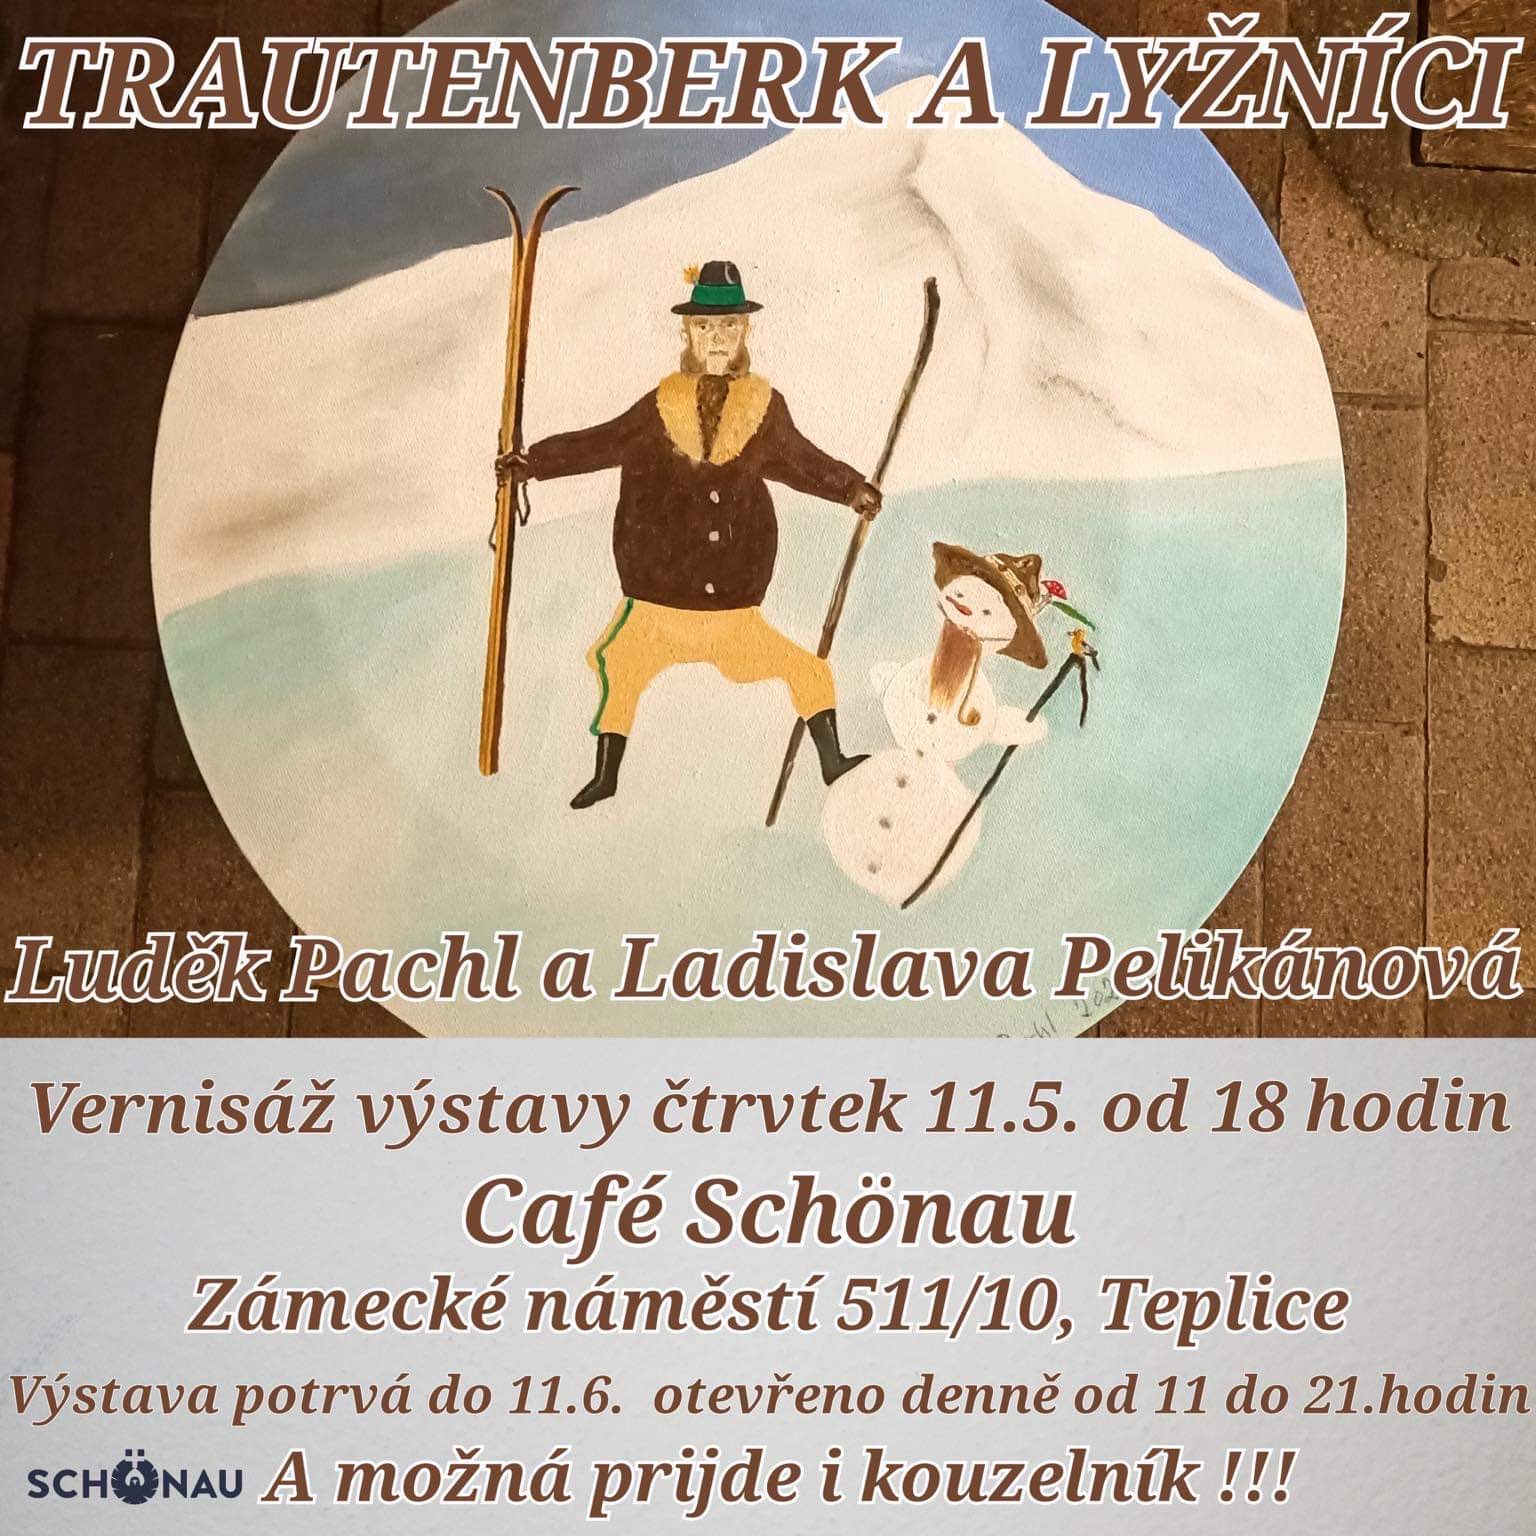 TRAUTENBERK A LYŽNÍCI
Luděk Pachl a Ladislava Pelikánová
Vernisáž výstavy čtvrtek 11.5. od 18 hodin
Café Schönau
Zámecké náměstí 511/10, Teplice
Výstava potrvá do 11.6. otevřeno denně od 11 do 21.hodin
SCHÖNAU
A možná prijde i kouzelník !!!